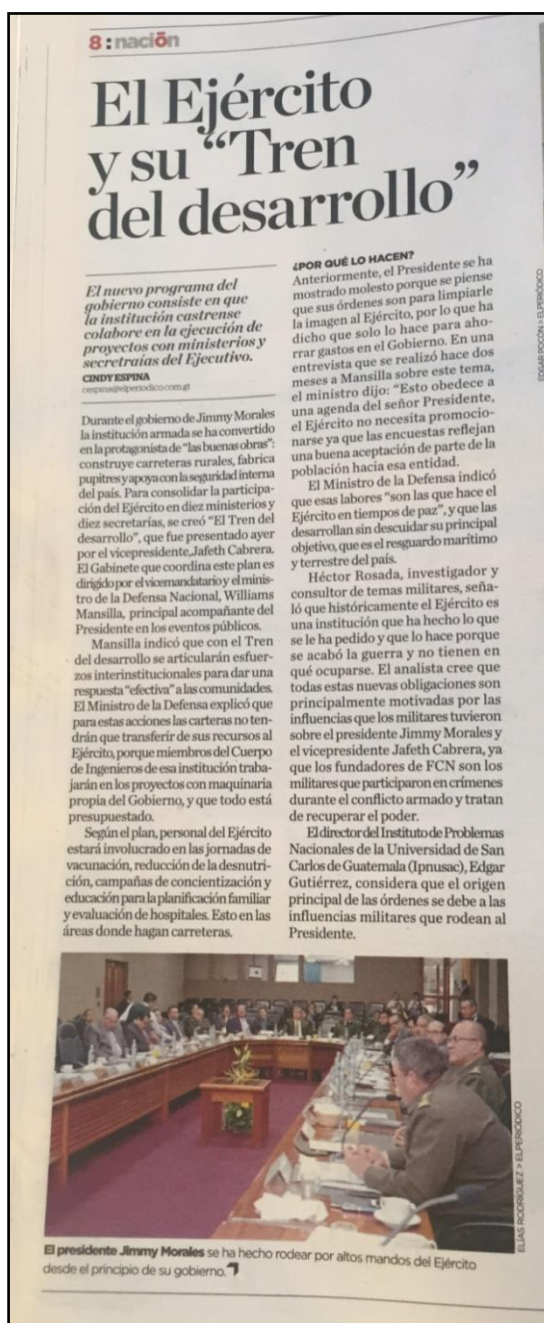 8:nación
El Ejército
y su “Tren
del desarrollo”
El nuevo programa del
gobierno consiste en que
la institución castrense
colabore en la ejecución de
proyectos con ministerios y
secretraías del Ejecutivo.
CINDY ESPINA
cespina@elperiodico.com.gt
Durante el gobierno de Jimmy Morales
la institución armada se ha convertido
en la protagonista de “las buenas obras”:
construye carreteras rurales, fabrica
pupitres y apoya con la seguridad interna
del país. Para consolidar la participa-
ción del Ejército en diez ministerios y
diez secretarías, se creó “El Tren del
desarrollo”, que fue presentado ayer
por el vicepresidente, Jafeth Cabrera.
El Gabinete que coordina este plan es
dirigido por el vicemandatario y el minis-
tro de la Defensa Nacional, Williams
Mansilla, principal acompañante del
Presidente en los eventos públicos.
Mansilla indicó que con el Tren
del desarrollo se articularán esfuer-
zos interinstitucionales para dar una
respuesta “efectiva” a las comunidades.
El Ministro de la Defensa explicó que
para estas acciones las carteras no ten-
drán que transferir de sus recursos al
Ejército, porque miembros del Cuerpo
de Ingenieros de esa institución traba-
jarán en los proyectos con maquinaria
propia del Gobierno, y que todo está
presupuestado.
Según el plan, personal del Ejército
estará involucrado en las jornadas de
vacunación, reducción de la desnutri-
ción, campañas de concientización y
educación para la planificación familiar
y evaluación de hospitales. Esto en las
áreas donde hagan carreteras.
¿POR QUÉ LO HACEN?
Anteriormente, el Presidente se ha
mostrado molesto porque se piense
que sus órdenes son para limpiarle
la imagen al Ejército, por lo que ha
dicho que solo lo hace para aho-
rrar gastos en el Gobierno. En una
entrevista que se realizó hace dos
meses a Mansilla sobre este tema,
el ministro dijo: “Esto obedece a
una agenda del señor Presidente,
el Ejército no necesita promocio-
narse ya que las encuestas reflejan
una buena aceptación de parte de la
población hacia esa entidad.
El Ministro de la Defensa indicó
que esas labores “son las que hace el
Ejército en tiempos de paz”, y que las
desarrollan sin descuidar su principal
objetivo, que es el resguardo marítimo
y terrestre del país.
Héctor Rosada, investigador y
consultor de temas militares, seña-
ló que históricamente el Ejército es
una institución que ha hecho lo que
se le ha pedido y que lo hace porque
se acabó la guerra y no tienen en
qué ocuparse. El analista cree que
todas estas nuevas obligaciones son
principalmente motivadas por las
influencias que los militares tuvieron
sobre el presidente Jimmy Morales y
el vicepresidente Jafeth Cabrera, ya
que los fundadores de FCN son los
militares que participaron en crímenes
durante el conflicto armado y tratan
de recuperar el poder.
El director del Instituto de Problemas
Nacionales de la Universidad de San
Carlos de Guatemala (Ipnusac), Edgar
Gutiérrez, considera que el origen
principal de las órdenes se debe a las
influencias militares que rodean al
Presidente.
EDGAR POCÓN > ELPERIÓDICO
ELÍAS RODRÍGUEZ > ELPERIÓDICO
El presidente Jimmy Morales se ha hecho rodear por altos mandos del Ejército
desde el principio de su gobierno.